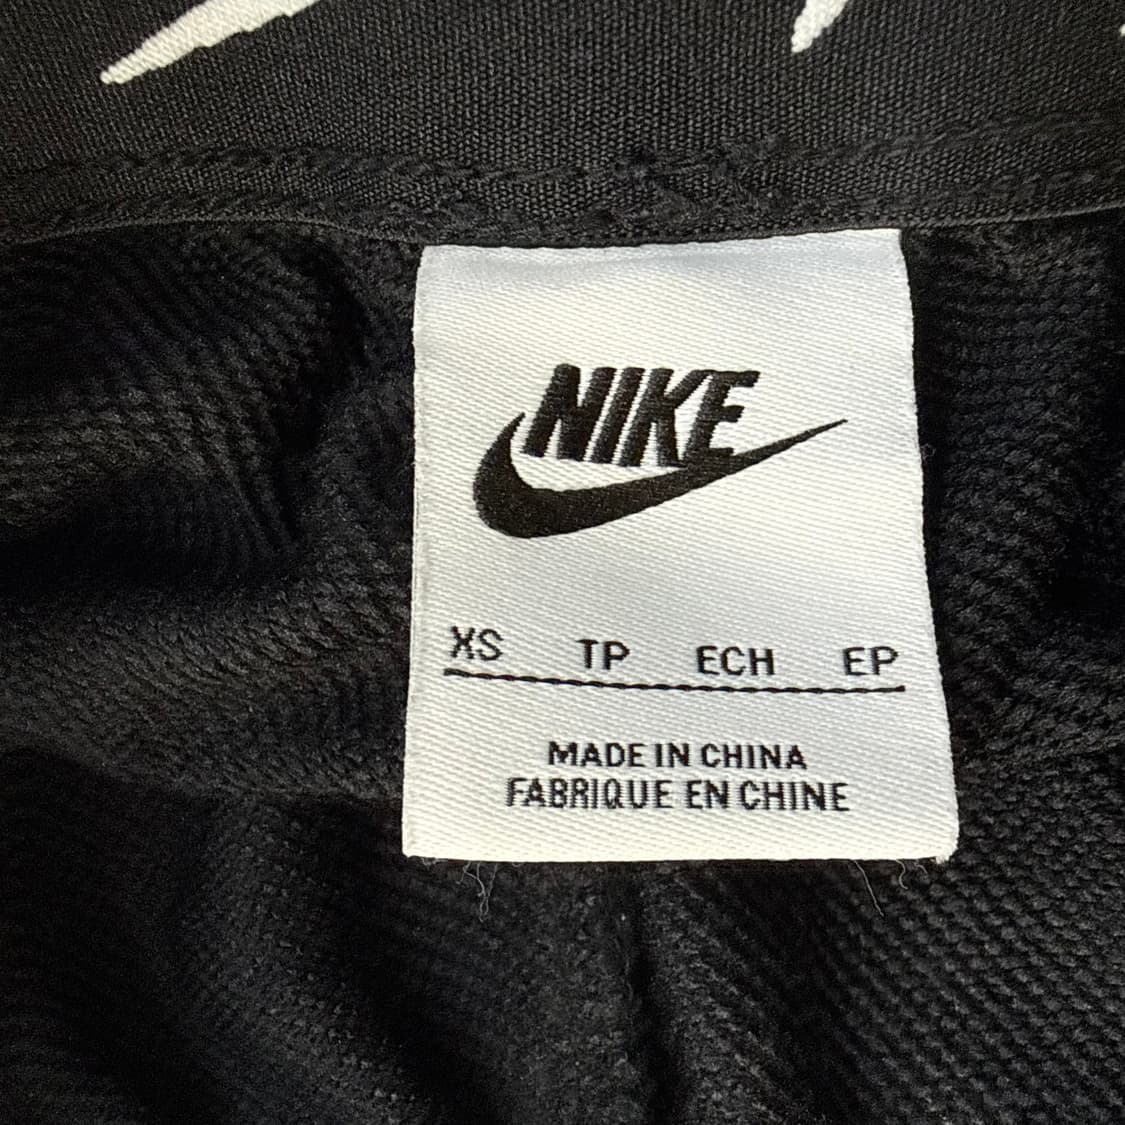 NIKE
XS TP ECH EP
MADE IN CHINA
FABRIQUE EN CHINE